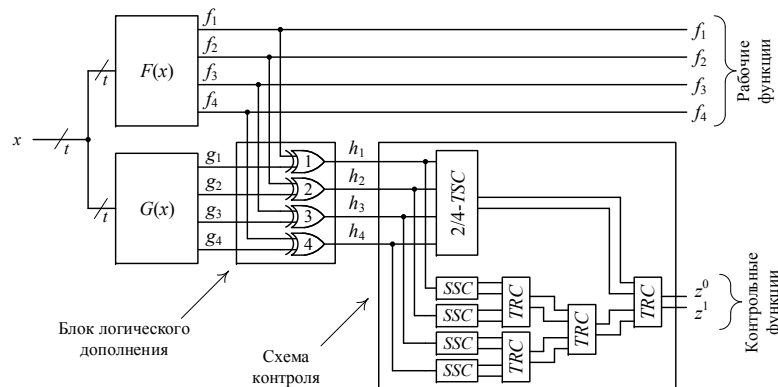 f₁
f₂
f₃
f₄
F(x)
t
f₁
f₂
f₃
f₄
Рабочие
функции
x
t
G(x)
t
g₁
g₂
g₃
g₄
1
2
3
4
h₁
h₂
h₃
h₄
2/4-TSC
SSC
SSC
SSC
SSC
TRC
TRC
TRC
TRC
z⁰
z¹
Контрольные
функции
Блок логического
дополнения
Схема
контроля